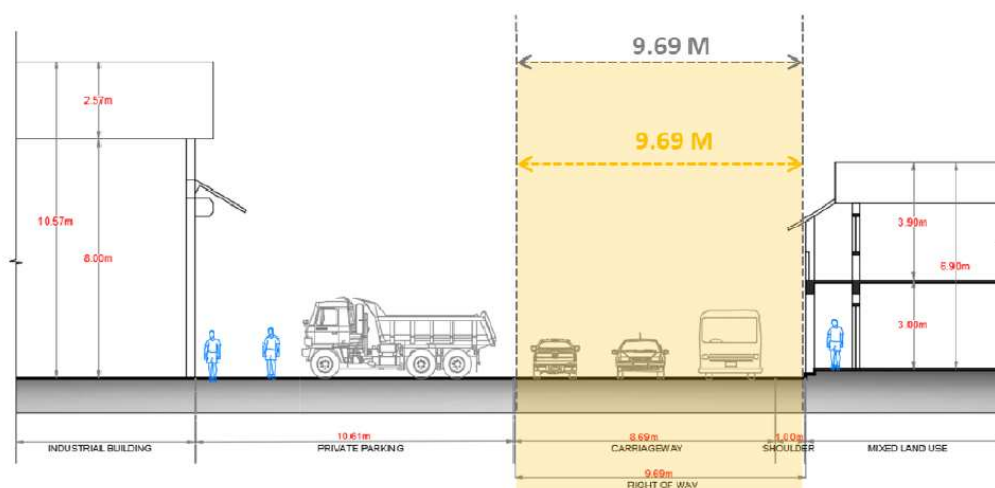 9.69 M
2.57m
9.69 M
10.57m
8.00m
3.90m
6.90m
3.00m
10.61m
8.69m
1.00m
INDUSTRIAL BUILDING
PRIVATE PARKING
CARRIAGEWAY
SHOULDER
MIXED LAND USE
9.69m
RIGHT OF WAY